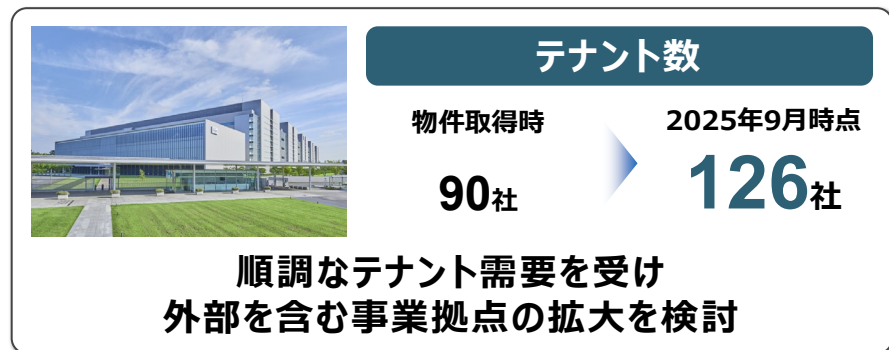 テナント数
物件取得時
90社
2025年9月時点
126社
順調なテナント需要を受け
外部を含む事業拠点の拡大を検討